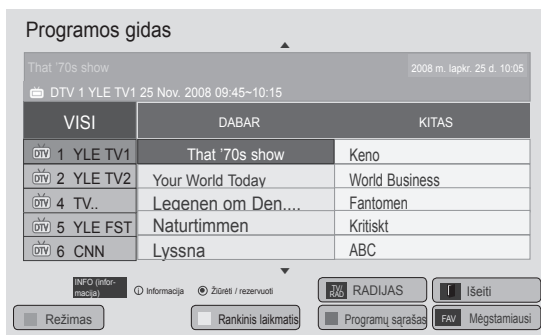 Programos gidas
That '70s show 2008 m. lapkr. 25 d. 10:05
DTV 1 YLE TV1 25 Nov. 2008 09:45~10:15
VISI DABAR KITAS
DTV 1 YLE TV1 That '70s show Keno
DTV 2 YLE TV2 Your World Today World Business
DTV 4 TV.. Legenen om Den.... Fantomen
DTV 5 YLE FST Naturtimmen Kritiskt
DTV 6 CNN Lyssna ABC
INFO (infor-
macija) i Informacija Žiūrėti / rezervuoti TV/
RAD RADIJAS Išeiti
Režimas Rankinis laikmatis Programų sąrašas FAV Mėgstamiausi